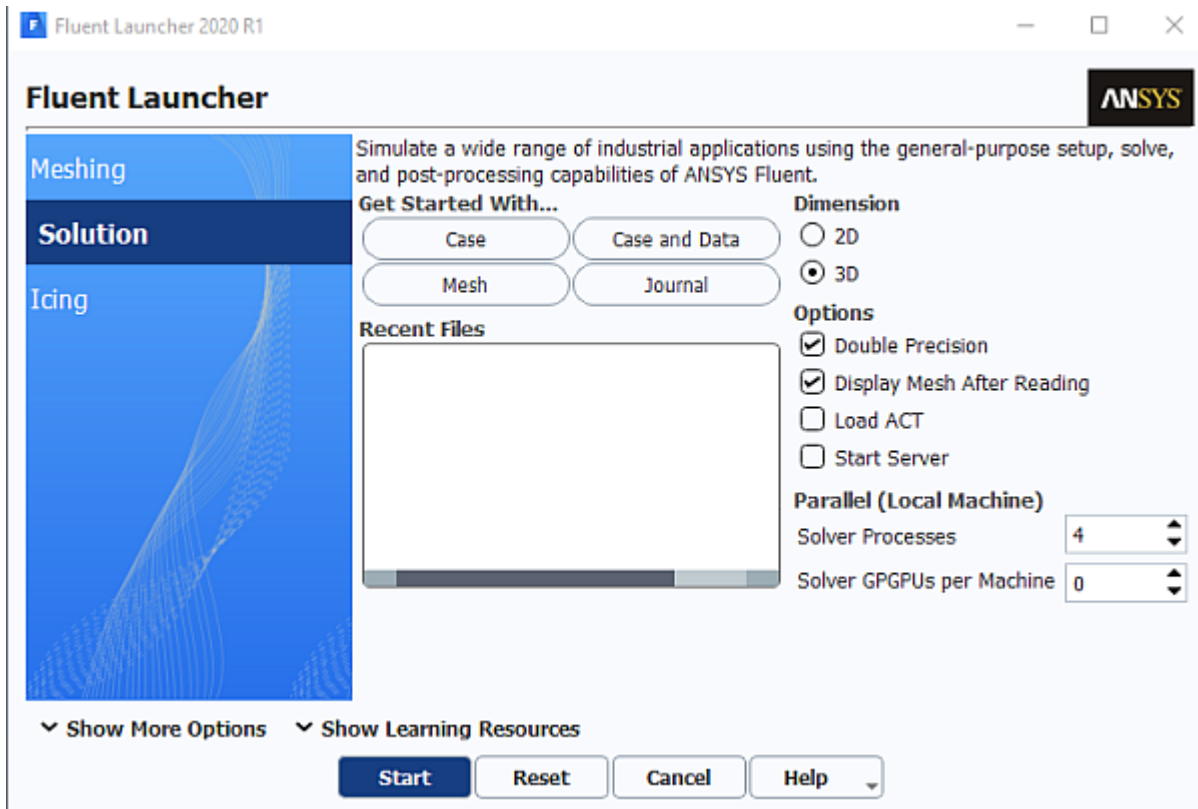 Fluent Launcher 2020 R1
Fluent Launcher
ANSYS
Meshing
Solution
Icing
Simulate a wide range of industrial applications using the general-purpose setup, solve,
and post-processing capabilities of ANSYS Fluent.
Get Started With...
Case
Case and Data
Mesh
Journal
Recent Files
Dimension
2D
3D
Options
Double Precision
Display Mesh After Reading
Load ACT
Start Server
Parallel (Local Machine)
Solver Processes 4
Solver GPGPUs per Machine 0
Show More Options
Show Learning Resources
Start
Reset
Cancel
Help